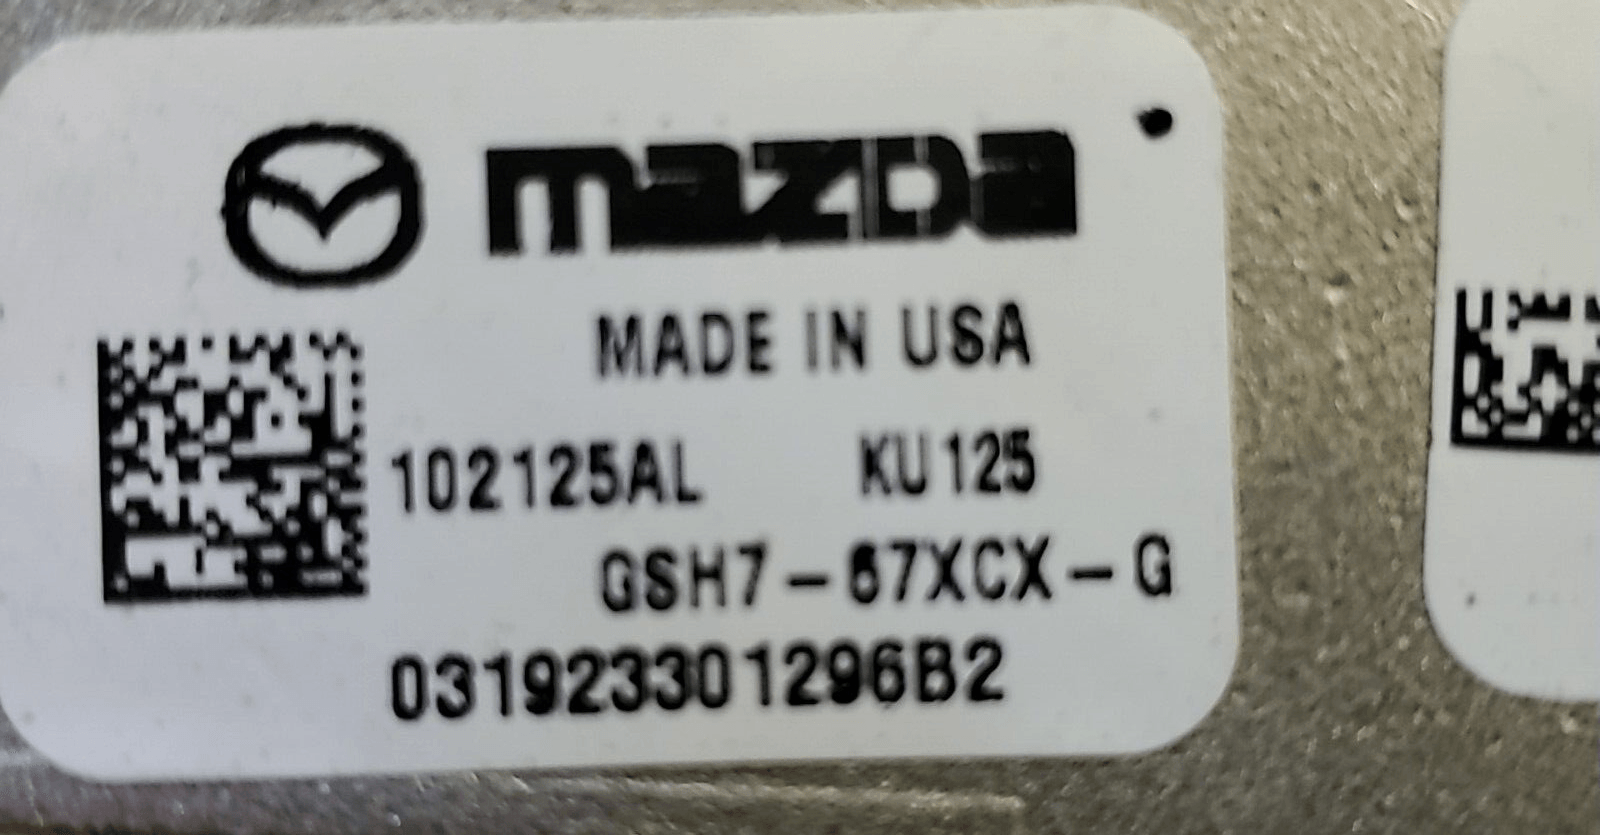 mazda
MADE IN USA
102125AL KU125
GSH7-67XCX-G
031923301296B2